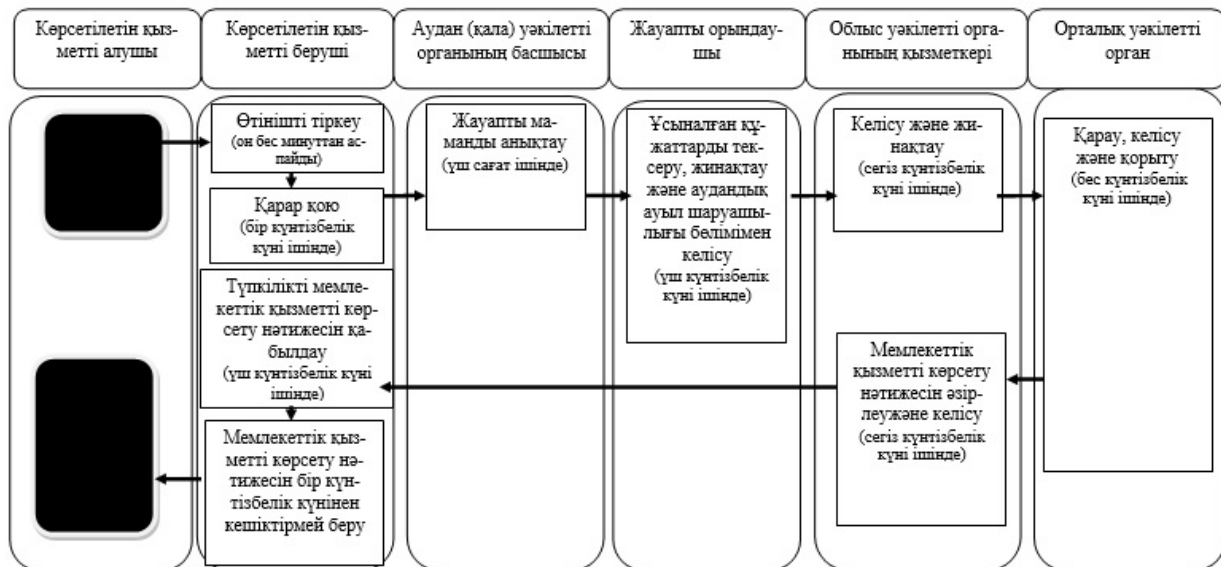 Көрсетілетін қыз-
метті алушы
Көрсетілетін қыз-
метті беруші
Аудан (қала) уәкілетті
органының басшысы
Жауапты орындау-
шы
Облыс уәкілетті орга-
нының қызметкері
Орталық уәкілетті
орган
Өтінішті тіркеу
(он бес минуттан ас-
пайды)
Қарар қою
(бір күнтізбелік
күні ішінде)
Түпкілікті мемле-
кеттік қызметті көр-
сету нәтижесін қа-
былдау
(үш күнтізбелік күні
ішінде)
Мемлекеттік қыз-
метті көрсету нә-
тижесін бір күн-
тізбелік күнінен
кешіктірмей беру
Жауапты ма-
манды анықтау
(үш сағат ішінде)
Ұсыналған құ-
жаттарды тек-
серу, жинақтау
және аудандық
ауыл шаруашы-
лығы бөлімімен
келісу
(үш күнтізбелік
күні ішінде)
Келісу және жи-
нақтау
(сегіз күнтізбелік
күні ішінде)
Мемлекеттік
қызметті көрсету
нәтижесін әзір-
леужәне келісу
(сегіз күнтізбелік
күні ішінде)
Қарау, келісу
және қорыту
(бес күнтізбелік
күні ішінде)